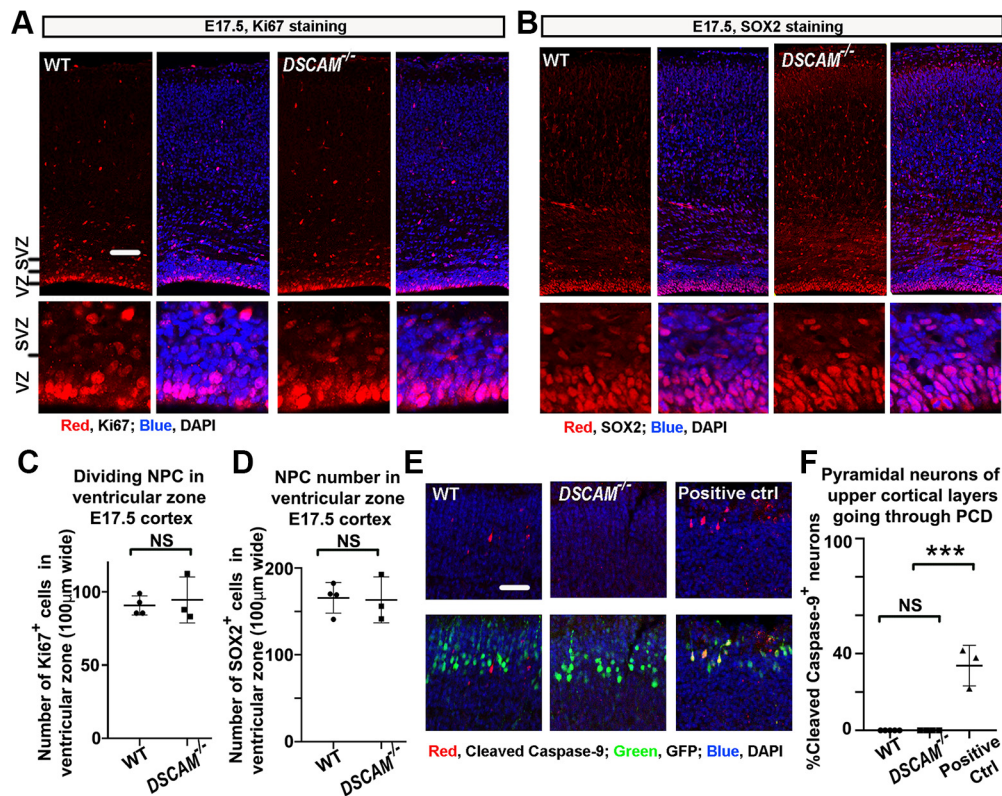 A
E17.5, Ki67 staining
WT
DSCAM-/-
SVZ
VZ
SVZ
VZ
Red, Ki67; Blue, DAPI
B
E17.5, SOX2 staining
WT
DSCAM-/-
Red, SOX2; Blue, DAPI
C
Dividing NPC in
ventricular zone
E17.5 cortex
NS
Number of Ki67+ cells in
ventricular zone (100μm wide)
100
50
0
WT
DSCAM-/-
D
NPC number in
ventricular zone
E17.5 cortex
NS
Number of SOX2+ cells in
ventricular zone (100μm wide)
200
150
100
50
0
WT
DSCAM-/-
E
WT
DSCAM-/-
Positive ctrl
Red, Cleaved Caspase-9; Green, GFP; Blue, DAPI
F
Pyramidal neurons of
upper cortical layers
going through PCD
***
NS
%Cleaved Caspase-9+ neurons
100
80
60
40
20
0
WT
DSCAM-/-
Positive
Ctrl